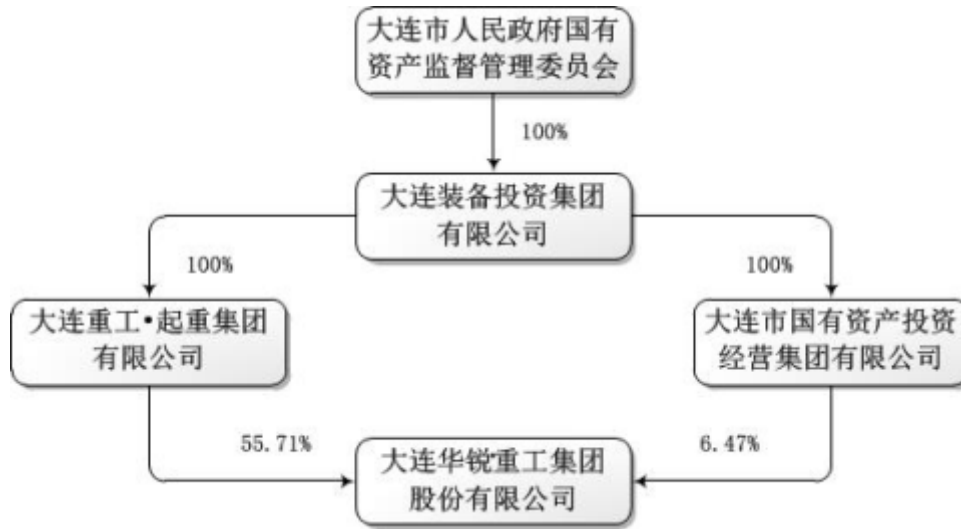 大连市人民政府国有
资产监督管理委员会
100%
大连装备投资集团
有限公司
100%
100%
大连重工•起重集团
有限公司
大连市国有资产投资
经营集团有限公司
55.71%
6.47%
大连华锐重工集团
股份有限公司